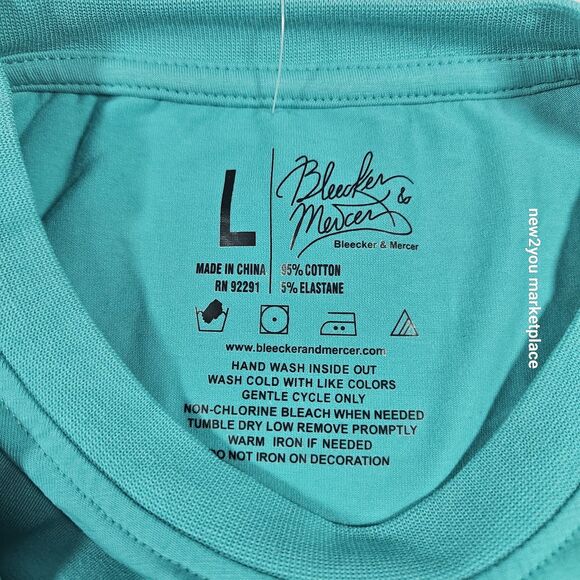 L
Bleecker & Mercer
Bleecker & Mercer
MADE IN CHINA
RN 92291
95% COTTON
5% ELASTANE
www.bleeckerandmercer.com
HAND WASH INSIDE OUT
WASH COLD WITH LIKE COLORS
GENTLE CYCLE ONLY
NON-CHLORINE BLEACH WHEN NEEDED
TUMBLE DRY LOW REMOVE PROMPTLY
WARM IRON IF NEEDED
DO NOT IRON ON DECORATION
new2you marketplace